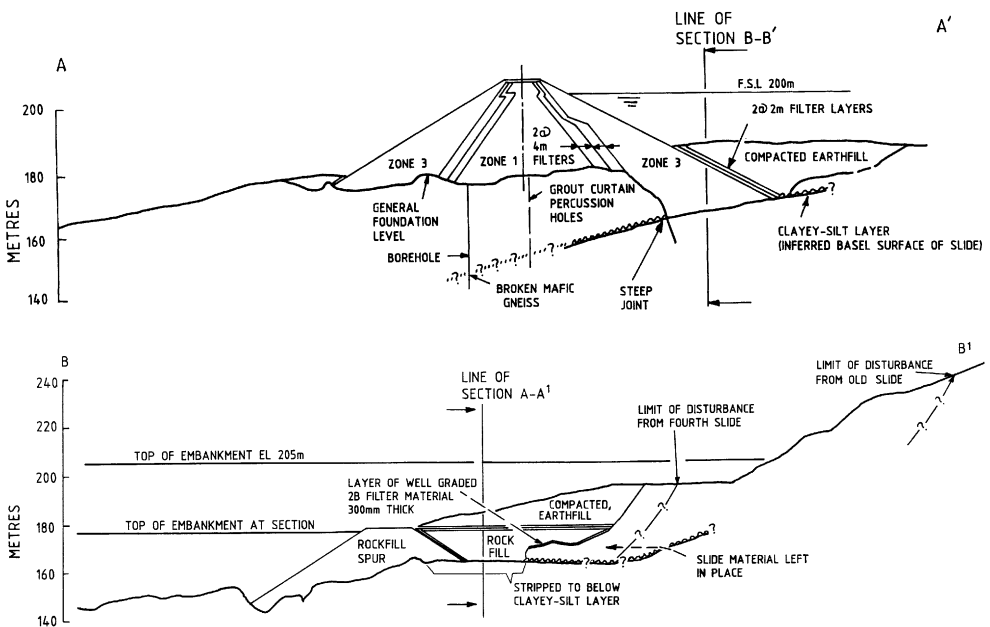 LINE OF
SECTION B-B'
A
A'
F.S.L 200m
2@ 2m FILTER LAYERS
200
2@
4m
FILTERS
COMPACTED EARTHFILL
ZONE 3
ZONE 1
ZONE 3
180
GENERAL
FOUNDATION
LEVEL
GROUT CURTAIN
PERCUSSION
HOLES
?
CLAYEY-SILT LAYER
(INFERRED BASEL SURFACE OF SLIDE)
METRES
160
BOREHOLE
? ? ? ? ?
BROKEN MAFIC
GNEISS
STEEP
JOINT
140
B
B¹
LIMIT OF DISTURBANCE
FROM OLD SLIDE
240
LINE OF
SECTION A-A¹
LIMIT OF DISTURBANCE
FROM FOURTH SLIDE
? ?
220
TOP OF EMBANKMENT EL 205m
LAYER OF WELL GRADED
2B FILTER MATERIAL
300mm THICK
200
COMPACTED,
EARTHFILL
? ?
METRES
180
TOP OF EMBANKMENT AT SECTION
ROCKFILL
SPUR
ROCK
FILL
?
SLIDE MATERIAL LEFT
IN PLACE
160
? ?
STRIPPED TO BELOW
CLAYEY-SILT LAYER
140